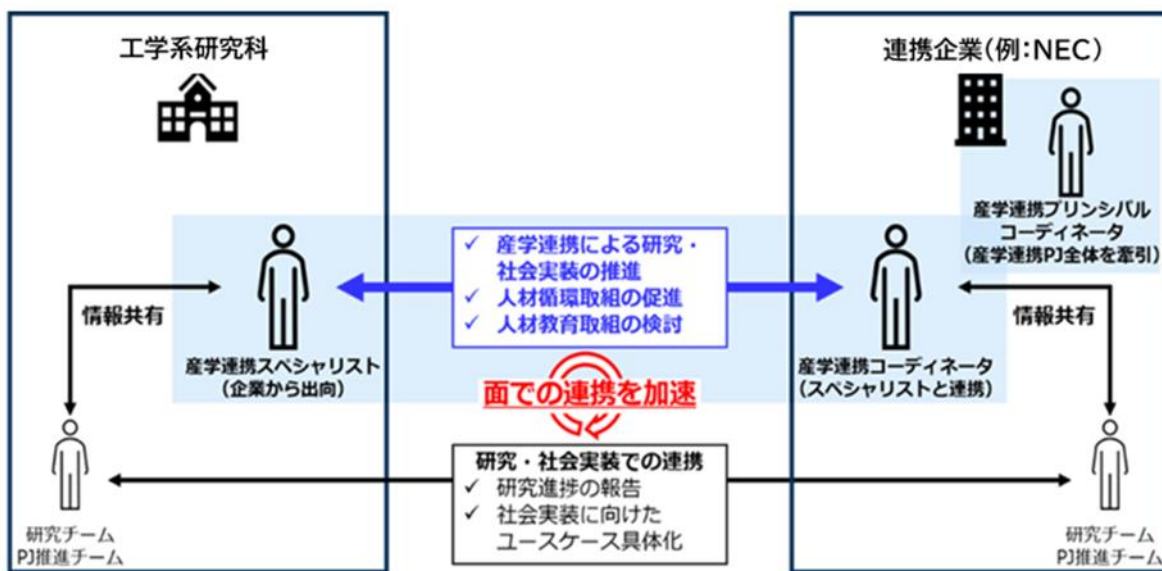 工学系研究科
連携企業(例:NEC)
産学連携プリンシパル
コーディネータ
(産学連携PJ全体を牽引)
✓ 産学連携による研究・
社会実装の推進
✓ 人材循環取組の促進
✓ 人材教育取組の検討
情報共有
情報共有
産学連携スペシャリスト
(企業から出向)
産学連携コーディネータ
(スペシャリストと連携)
面での連携を加速
研究・社会実装での連携
✓ 研究進捗の報告
✓ 社会実装に向けた
ユースケース具体化
研究チーム
PJ推進チーム
研究チーム
PJ推進チーム